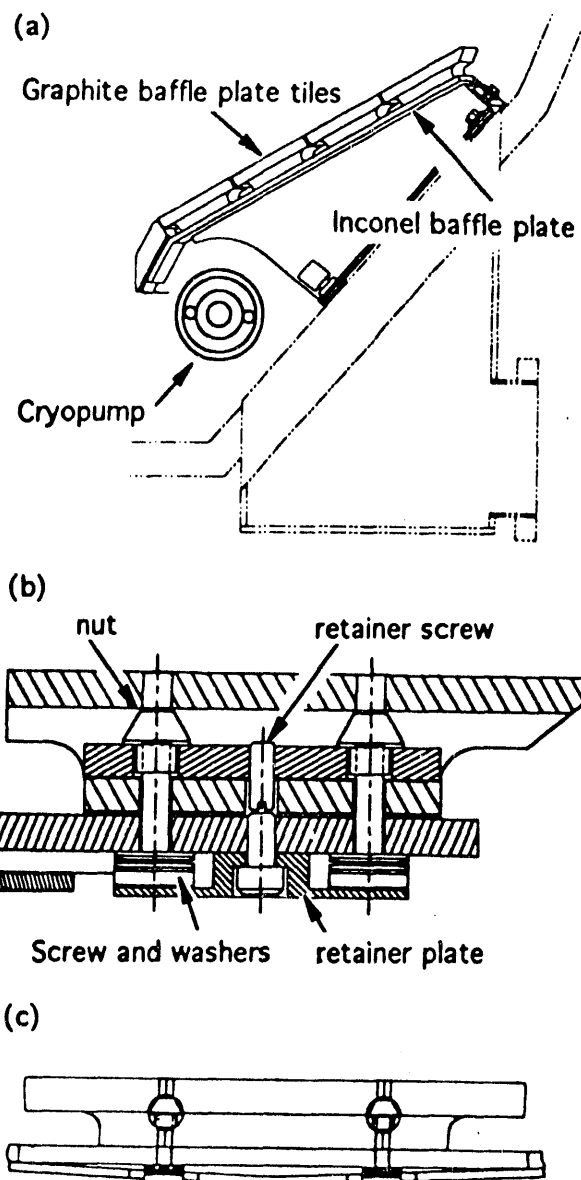 (a)
Graphite baffle plate tiles
Inconel baffle plate
Cryopump
(b)
nut
retainer screw
Screw and washers
retainer plate
(c)